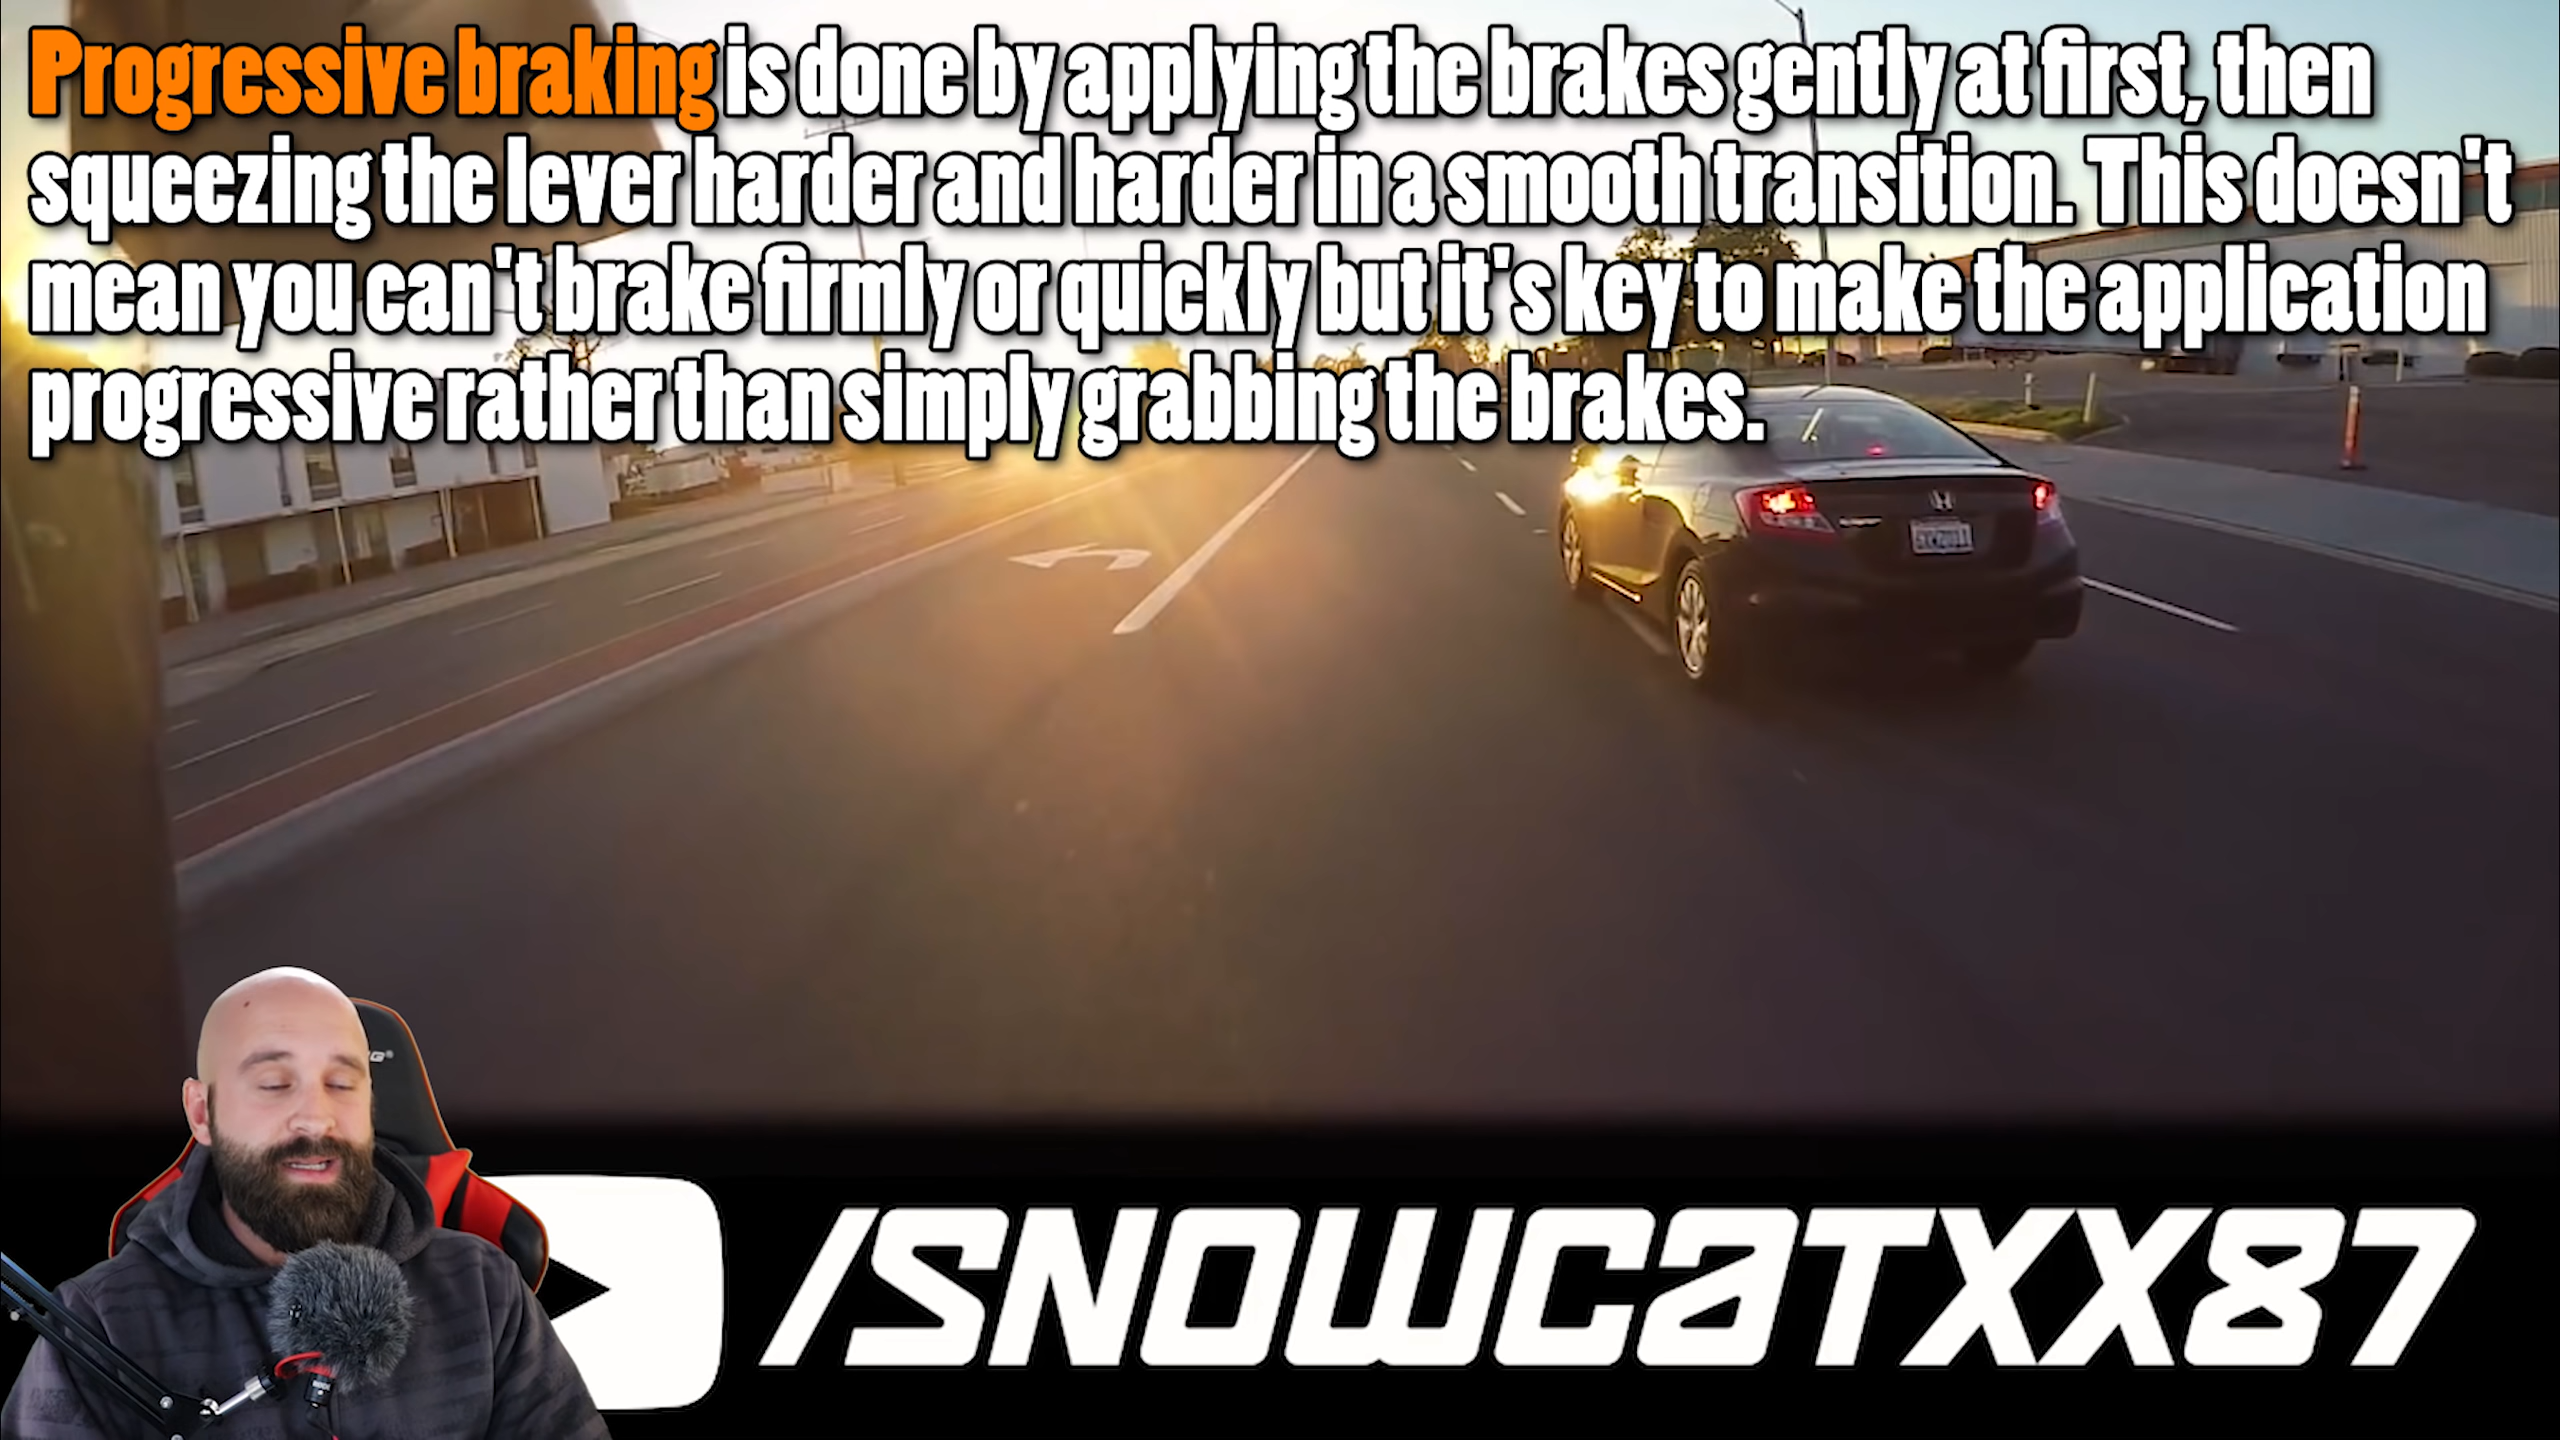 Progressive braking is done by applying the brakes gently at first, then
squeezing the lever harder and harder in a smooth transition. This doesn't
mean you can't brake firmly or quickly but it's key to make the application
progressive rather than simply grabbing the brakes.
/SNOWCATXX87